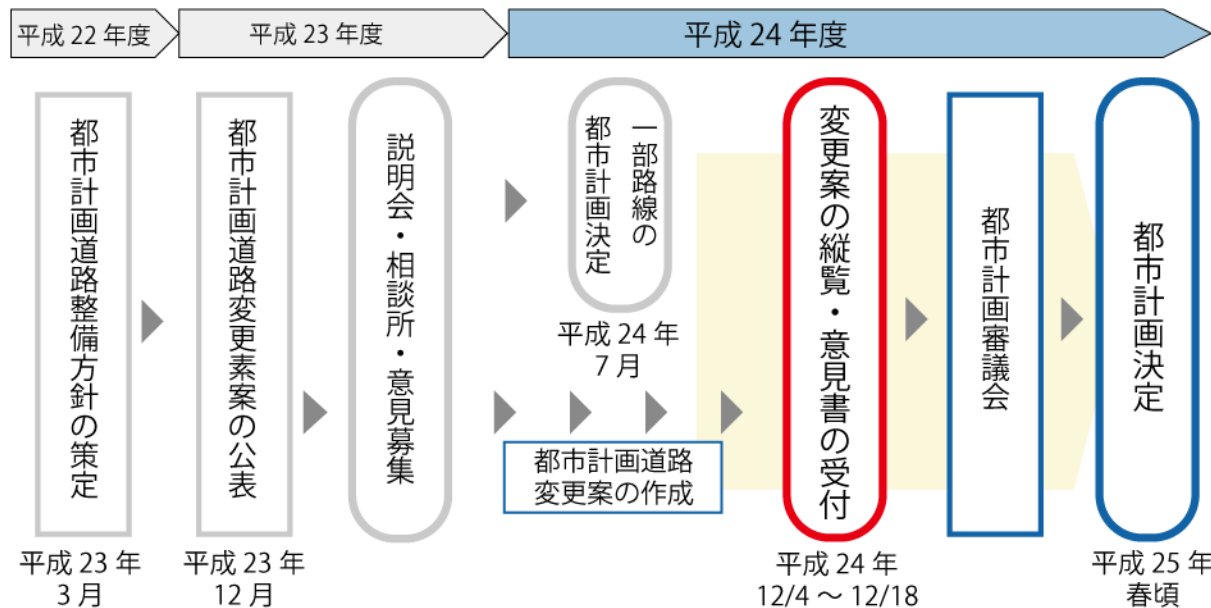 平成 22 年度
平成 23 年度
平成 24 年度
都市計画道路整備方針の策定
平成 23 年
3 月
都市計画道路変更素案の公表
平成 23 年
12 月
説明会・相談所・意見募集
一部路線の
都市計画決定
平成 24 年
7 月
都市計画道路
変更案の作成
変更案の縦覧・意見書の受付
平成 24 年
12/4 ～ 12/18
都市計画審議会
都市計画決定
平成 25 年
春頃